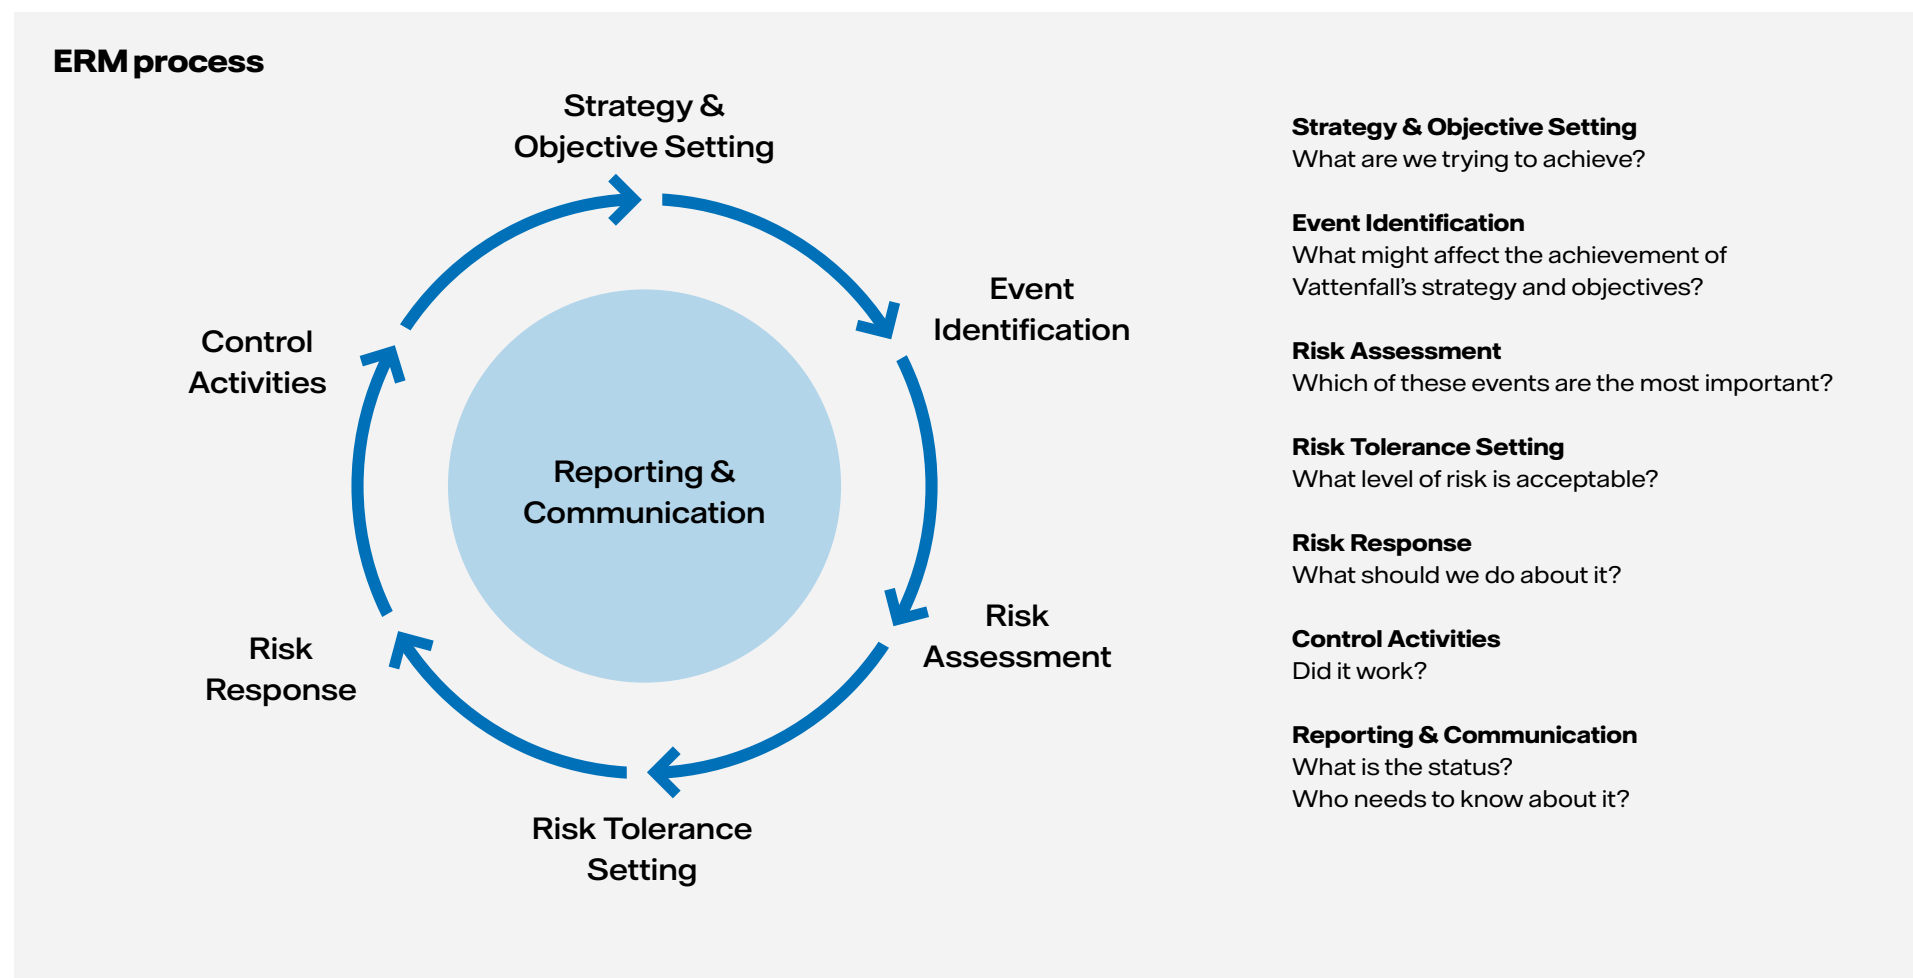 ERM process
Strategy &
Objective Setting
Event
Identification
Risk
Assessment
Risk Tolerance
Setting
Risk
Response
Control
Activities
Reporting &
Communication
Strategy & Objective Setting
What are we trying to achieve?
Event Identification
What might affect the achievement of
Vattenfall’s strategy and objectives?
Risk Assessment
Which of these events are the most important?
Risk Tolerance Setting
What level of risk is acceptable?
Risk Response
What should we do about it?
Control Activities
Did it work?
Reporting & Communication
What is the status?
Who needs to know about it?